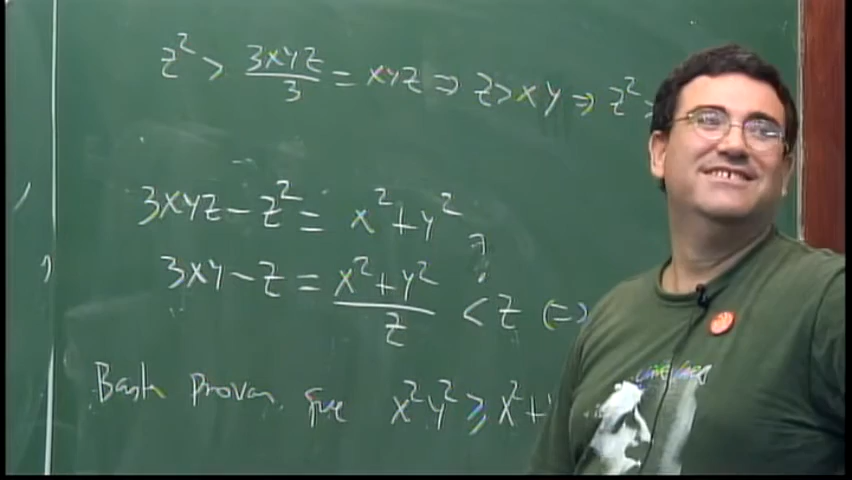 z² > 3xyz/3 = xyz ⇒ z > xy ⇒ z² >
3xyz − z² = x² + y²
?
3xy − z = (x² + y²)/z < z ⇔
Basta provar que x²y² ≥ x² +